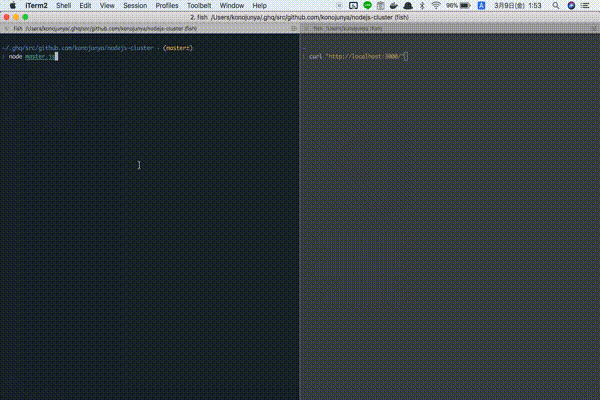 iTerm2 Shell Edit View Session Profiles Toolbelt Window Help 96% A 3月9日(金) 1:53
2. fish /Users/konojunya/.ghq/src/github.com/konojunya/nodejs-cluster (fish)
fish /Users/konojunya/.ghq/src/github.com/konojunya/nodejs-cluster (fish)
fish /Users/konojunya (fish)
~/.ghq/src/github.com/konojunya/nodejs-cluster - (master)
node master.js
~
curl "http://localhost:3000/"